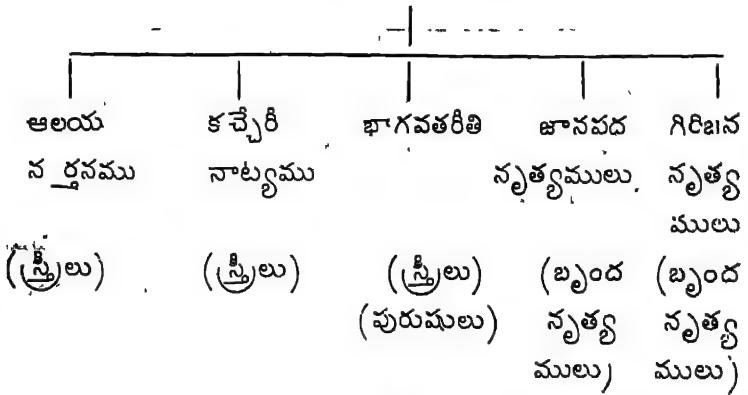 ఆలయ కచ్చేరీ భాగవతరీతి జానపద గిరిజన
నర్తనము నాట్యము నృత్యములు. నృత్య
ములు
(స్త్రీలు) (స్త్రీలు) (స్త్రీలు) (బృంద (బృంద
(పురుషులు) నృత్య నృత్య
ములు) ములు)